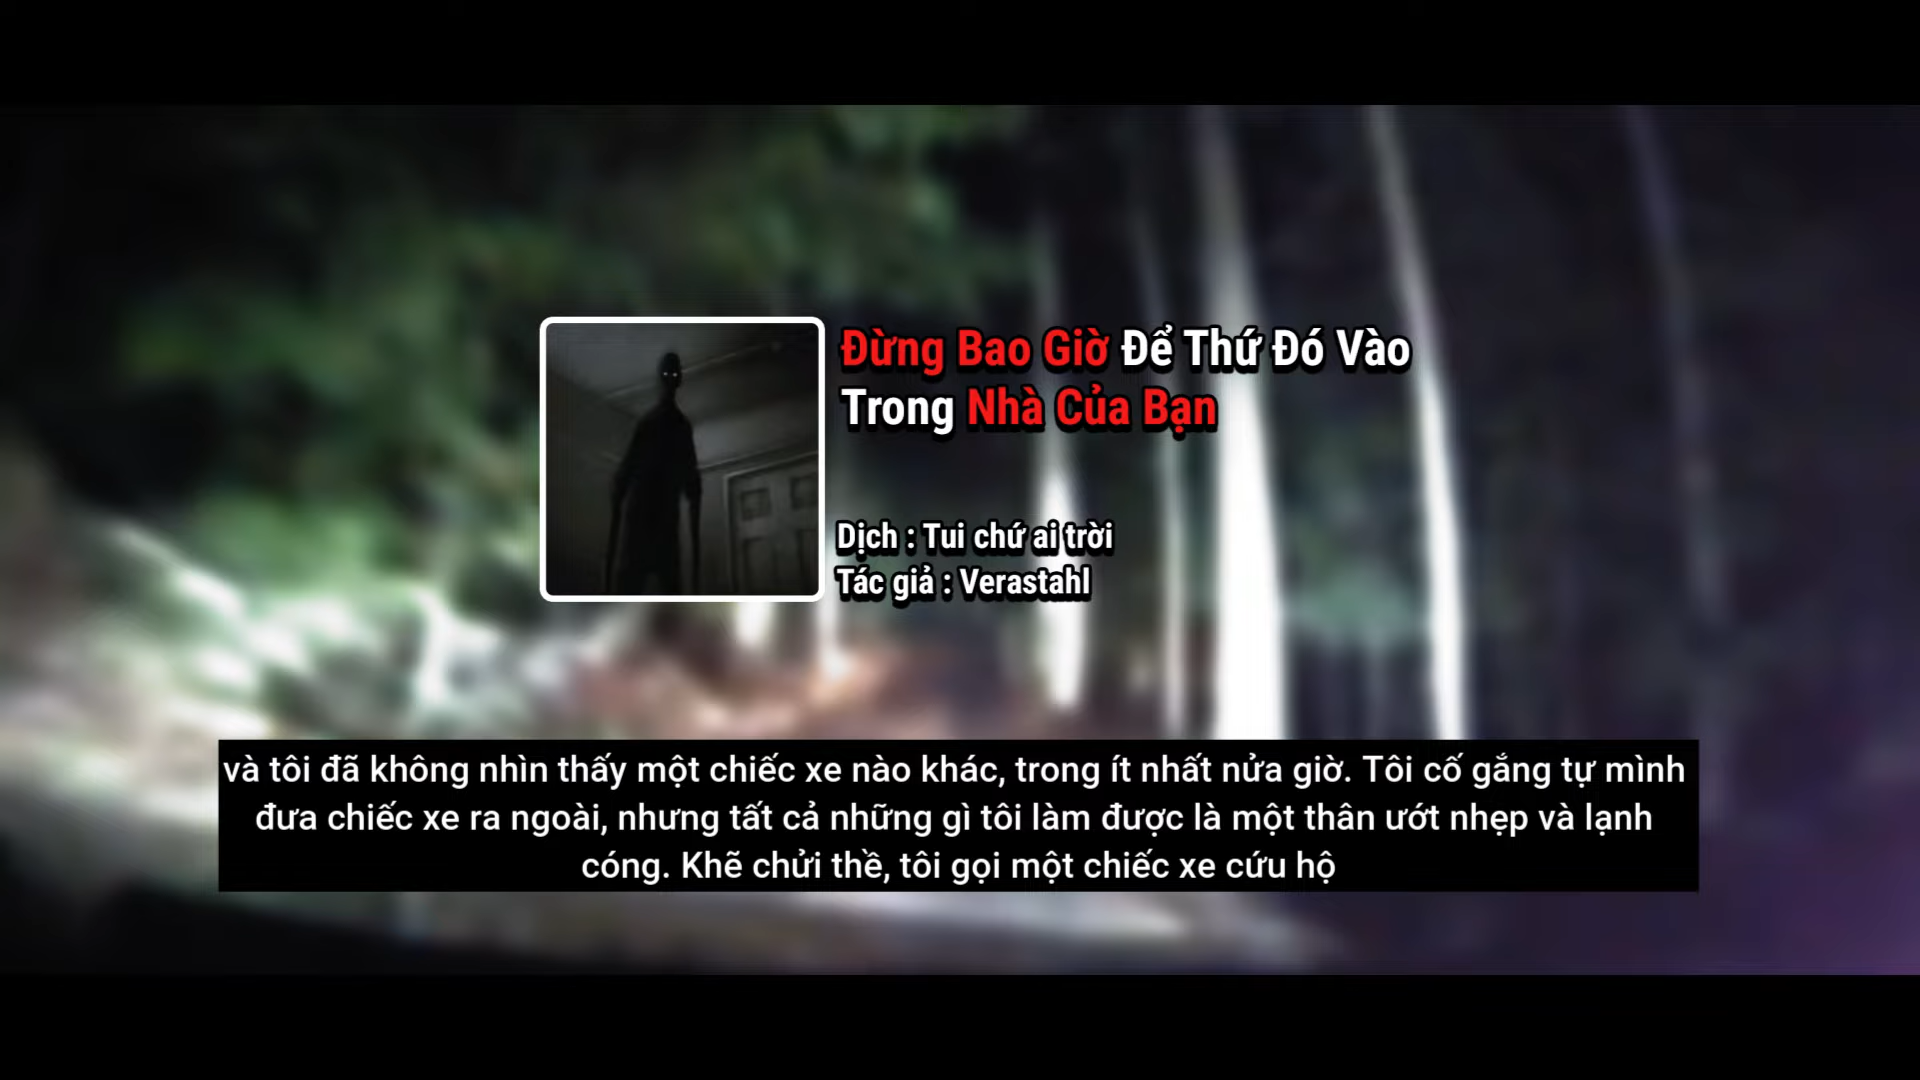 Đừng Bao Giờ Để Thứ Đó Vào
Trong Nhà Của Bạn
Dịch : Tui chứ ai trời
Tác giả : Verastahl
và tôi đã không nhìn thấy một chiếc xe nào khác, trong ít nhất nửa giờ. Tôi cố gắng tự mình
đưa chiếc xe ra ngoài, nhưng tất cả những gì tôi làm được là một thân ướt nhẹp và lạnh
cóng. Khẽ chửi thề, tôi gọi một chiếc xe cứu hộ